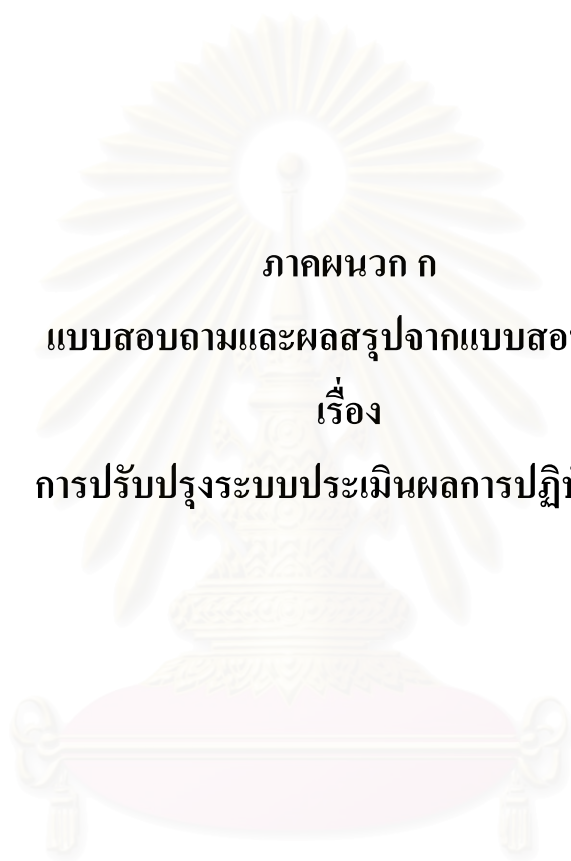 ภาคผนวก ก
แบบสอบถามและผลสรุปจากแบบสอ
เรื่อง
การปรับปรุงระบบประเมินผลการปฏิบ